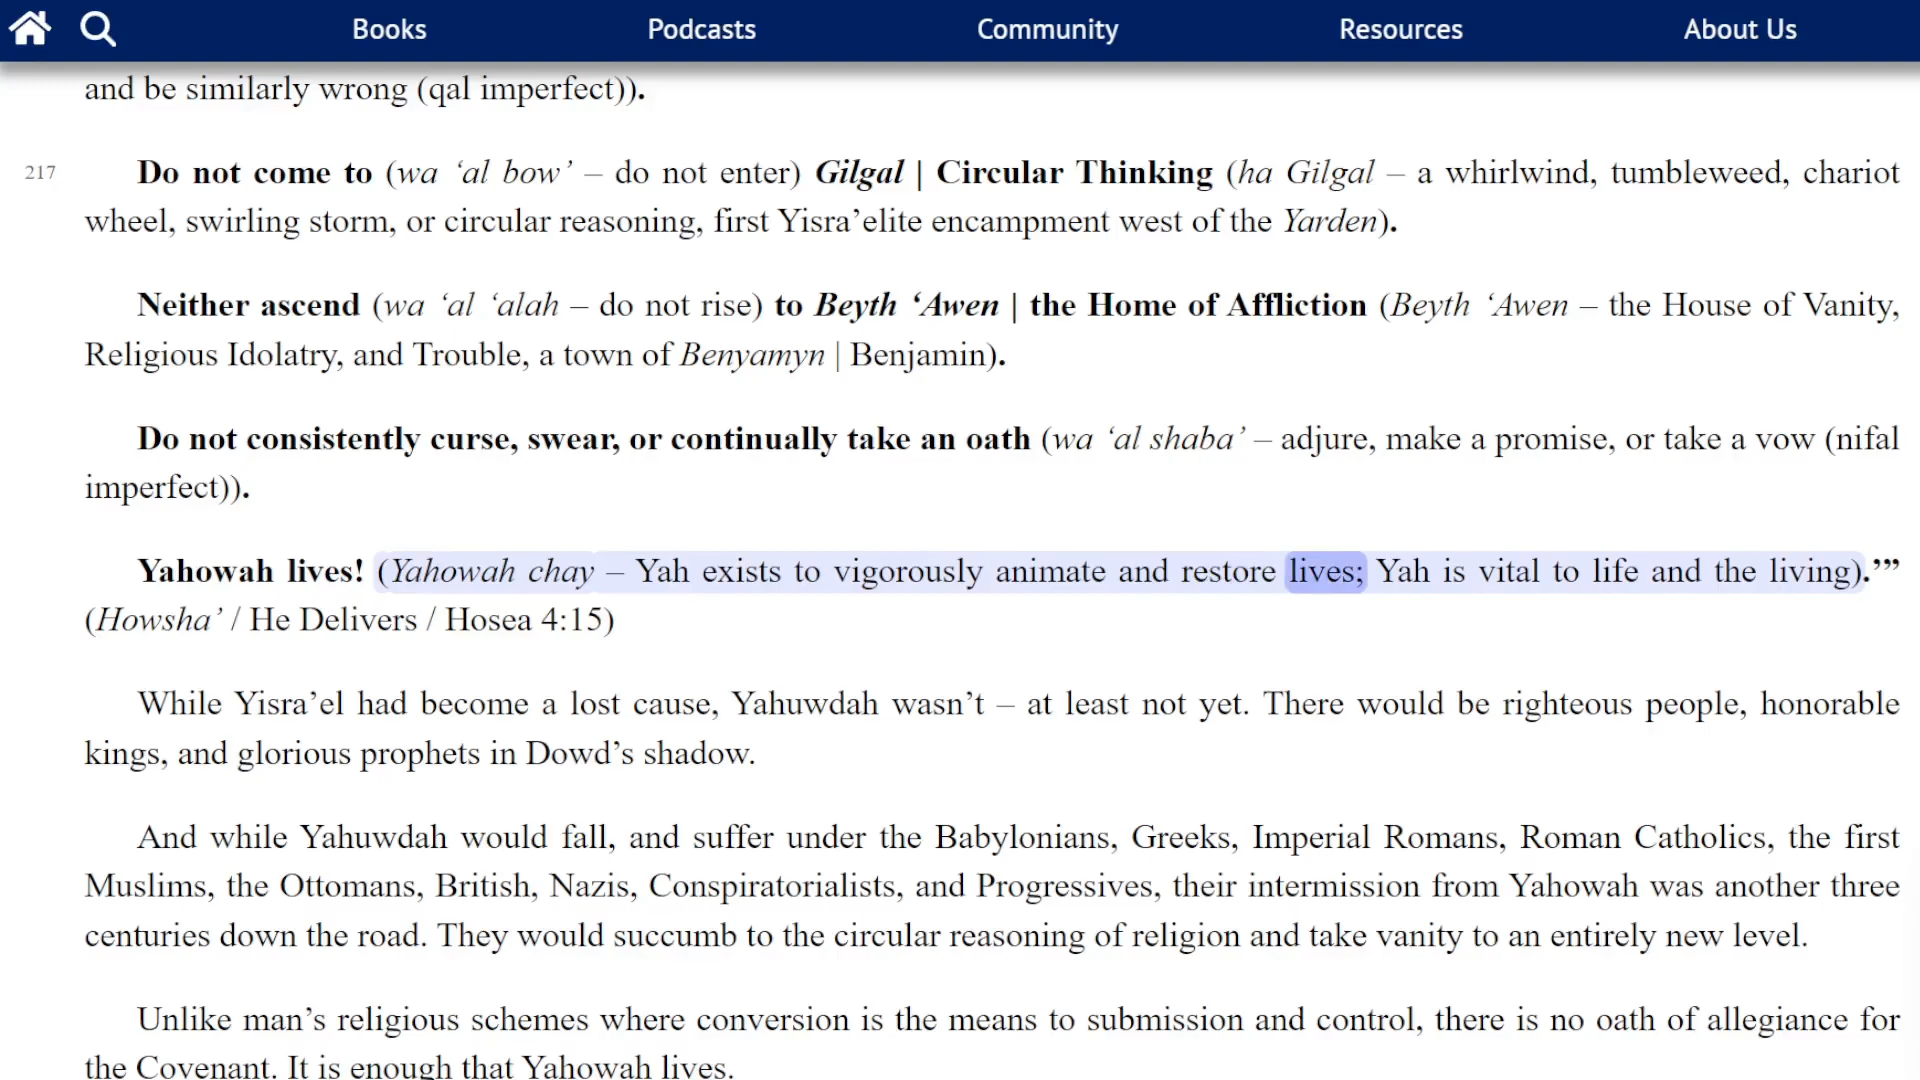 Books Podcasts Community Resources About Us
and be similarly wrong (qal imperfect)).
217 Do not come to (wa ‘al bow’ – do not enter) Gilgal | Circular Thinking (ha Gilgal – a whirlwind, tumbleweed, chariot
wheel, swirling storm, or circular reasoning, first Yisra’elite encampment west of the Yarden).
Neither ascend (wa ‘al ‘alah – do not rise) to Beyth ‘Awen | the Home of Affliction (Beyth ‘Awen – the House of Vanity,
Religious Idolatry, and Trouble, a town of Benyamyn | Benjamin).
Do not consistently curse, swear, or continually take an oath (wa ‘al shaba’ – adjure, make a promise, or take a vow (nifal
imperfect)).
Yahowah lives! (Yahowah chay – Yah exists to vigorously animate and restore lives; Yah is vital to life and the living).’”
(Howsha’ / He Delivers / Hosea 4:15)
While Yisra’el had become a lost cause, Yahuwdah wasn’t – at least not yet. There would be righteous people, honorable
kings, and glorious prophets in Dowd’s shadow.
And while Yahuwdah would fall, and suffer under the Babylonians, Greeks, Imperial Romans, Roman Catholics, the first
Muslims, the Ottomans, British, Nazis, Conspiratorialists, and Progressives, their intermission from Yahowah was another three
centuries down the road. They would succumb to the circular reasoning of religion and take vanity to an entirely new level.
Unlike man’s religious schemes where conversion is the means to submission and control, there is no oath of allegiance for
the Covenant. It is enough that Yahowah lives.